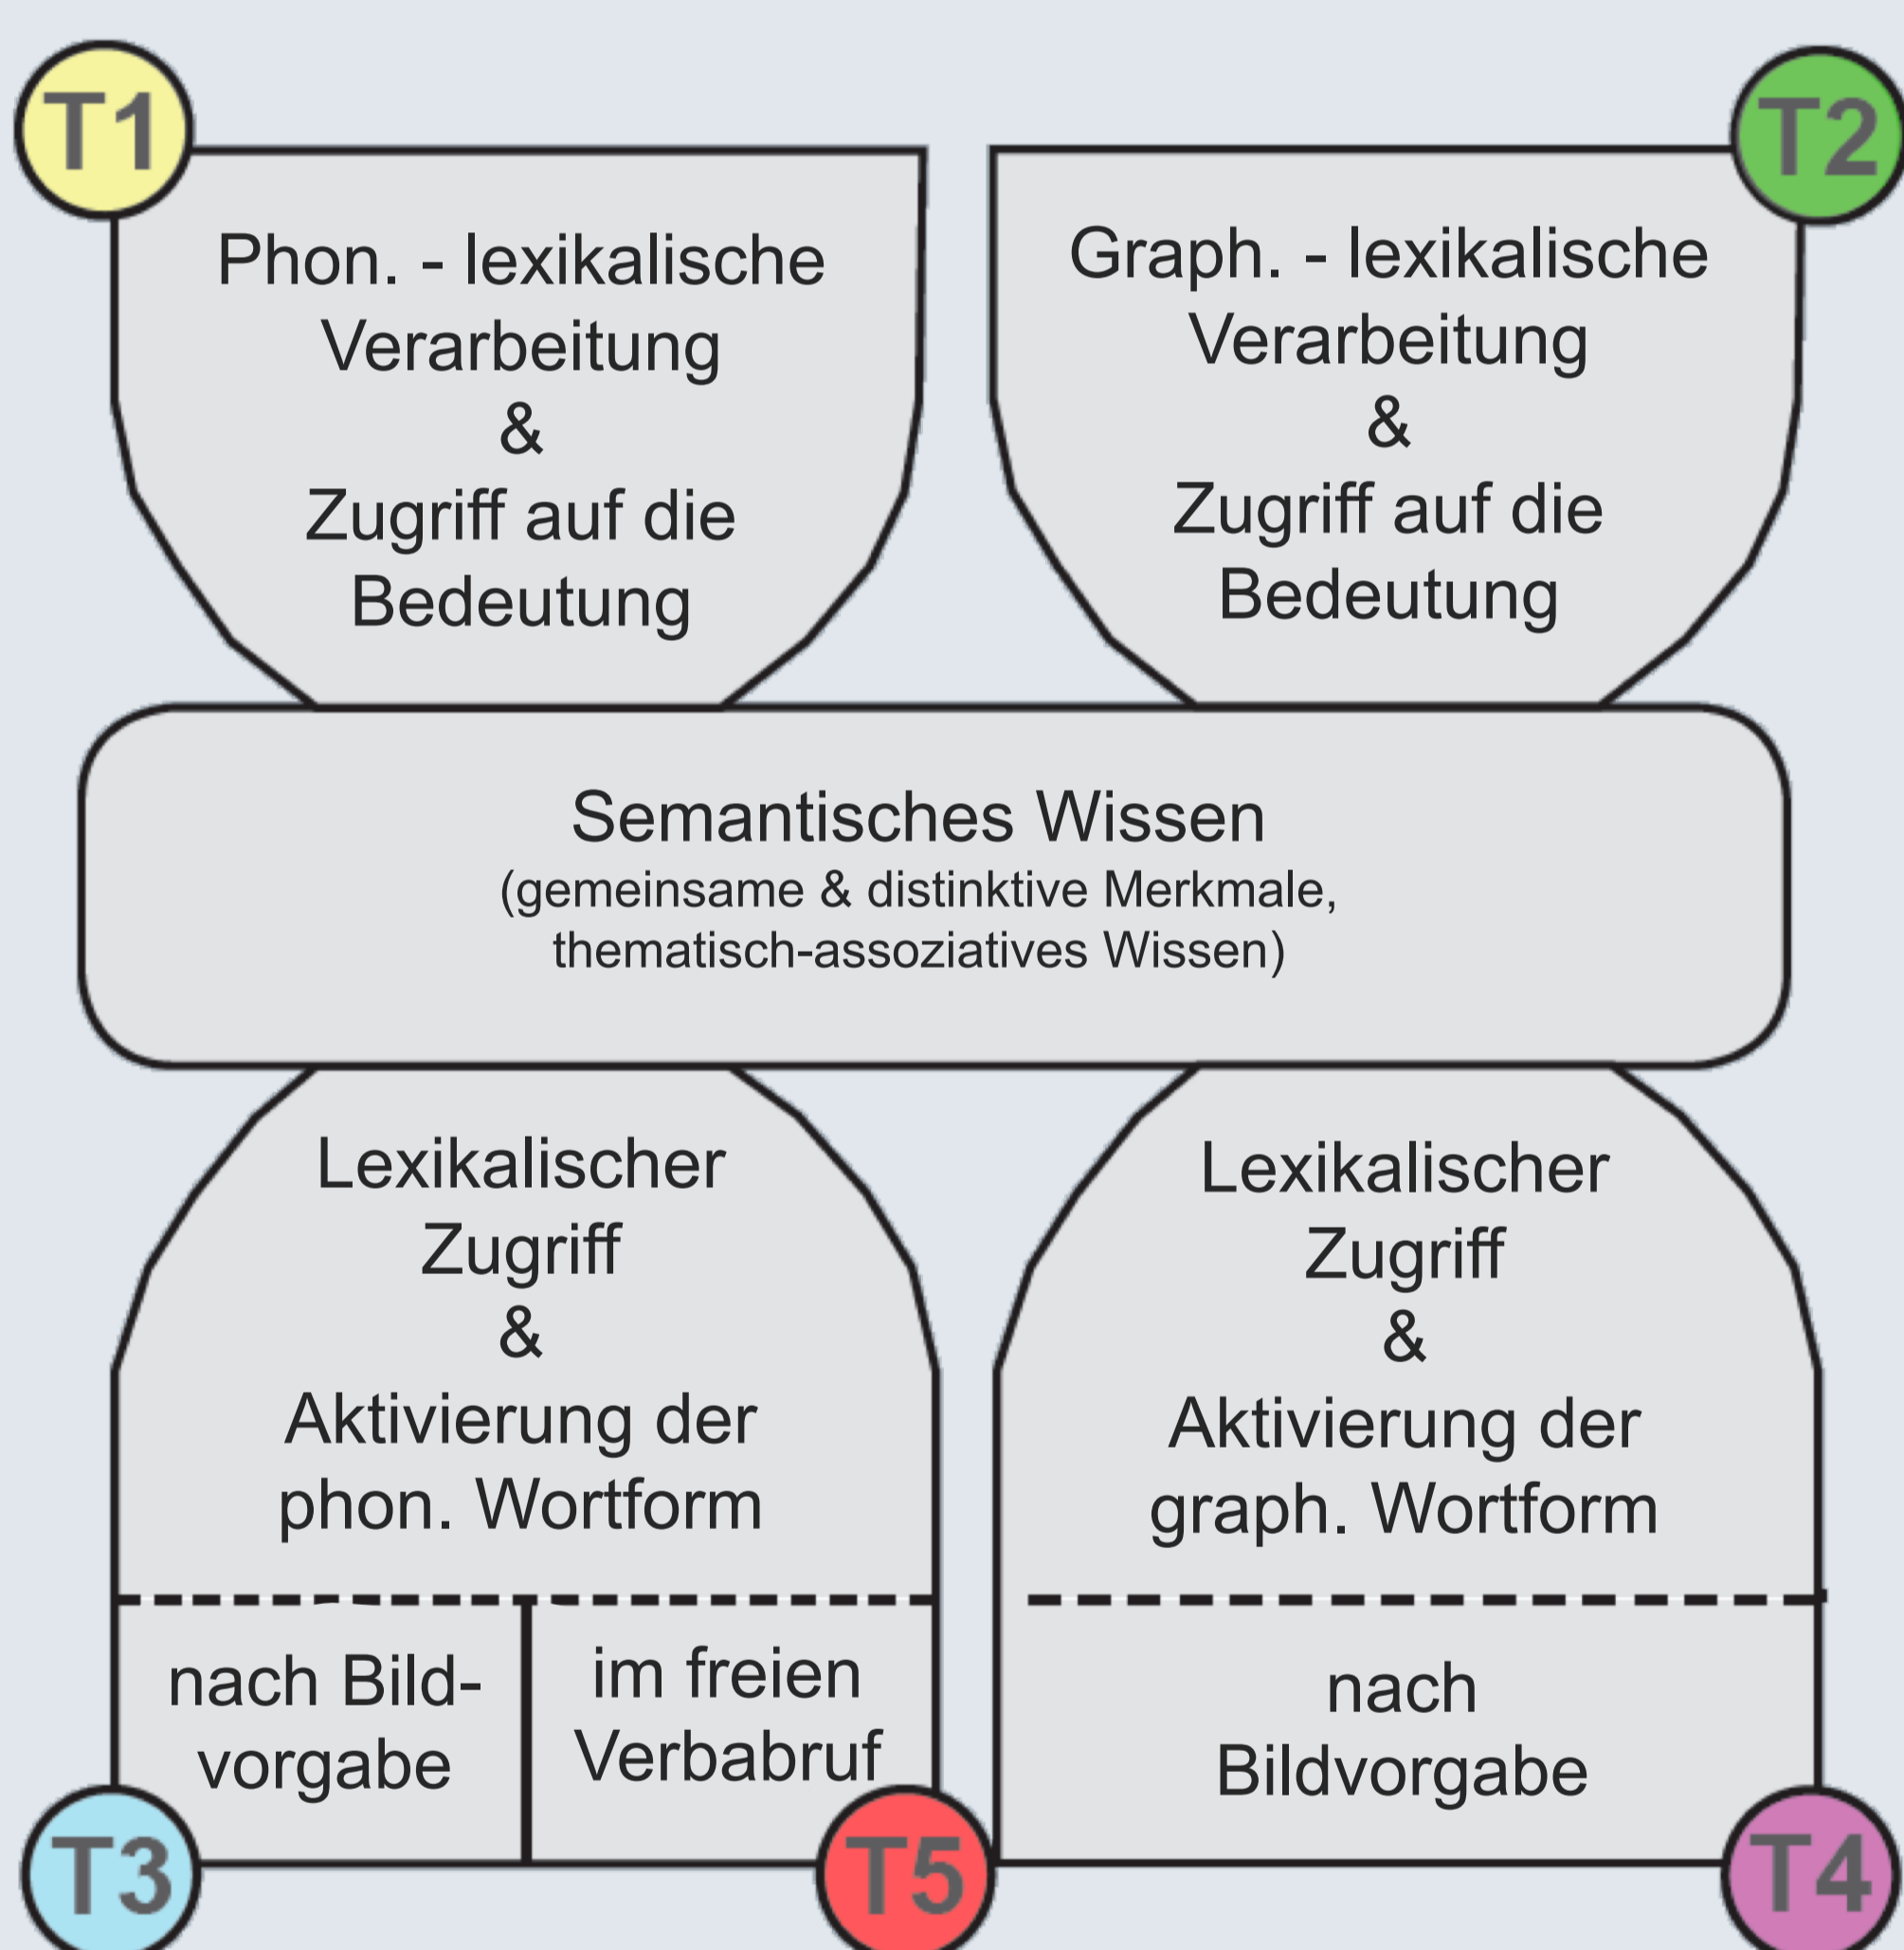 T1
T2
Phon. - lexikalische
Verarbeitung
&
Zugriff auf die
Bedeutung
Graph. - lexikalische
Verarbeitung
&
Zugriff auf die
Bedeutung
Semantisches Wissen
(gemeinsame & distinktive Merkmale,
thematisch-assoziatives Wissen)
Lexikalischer
Zugriff
&
Aktivierung der
phon. Wortform
nach Bild-
vorgabe
im freien
Verbabruf
Lexikalischer
Zugriff
&
Aktivierung der
graph. Wortform
nach
Bildvorgabe
T3
T5
T4